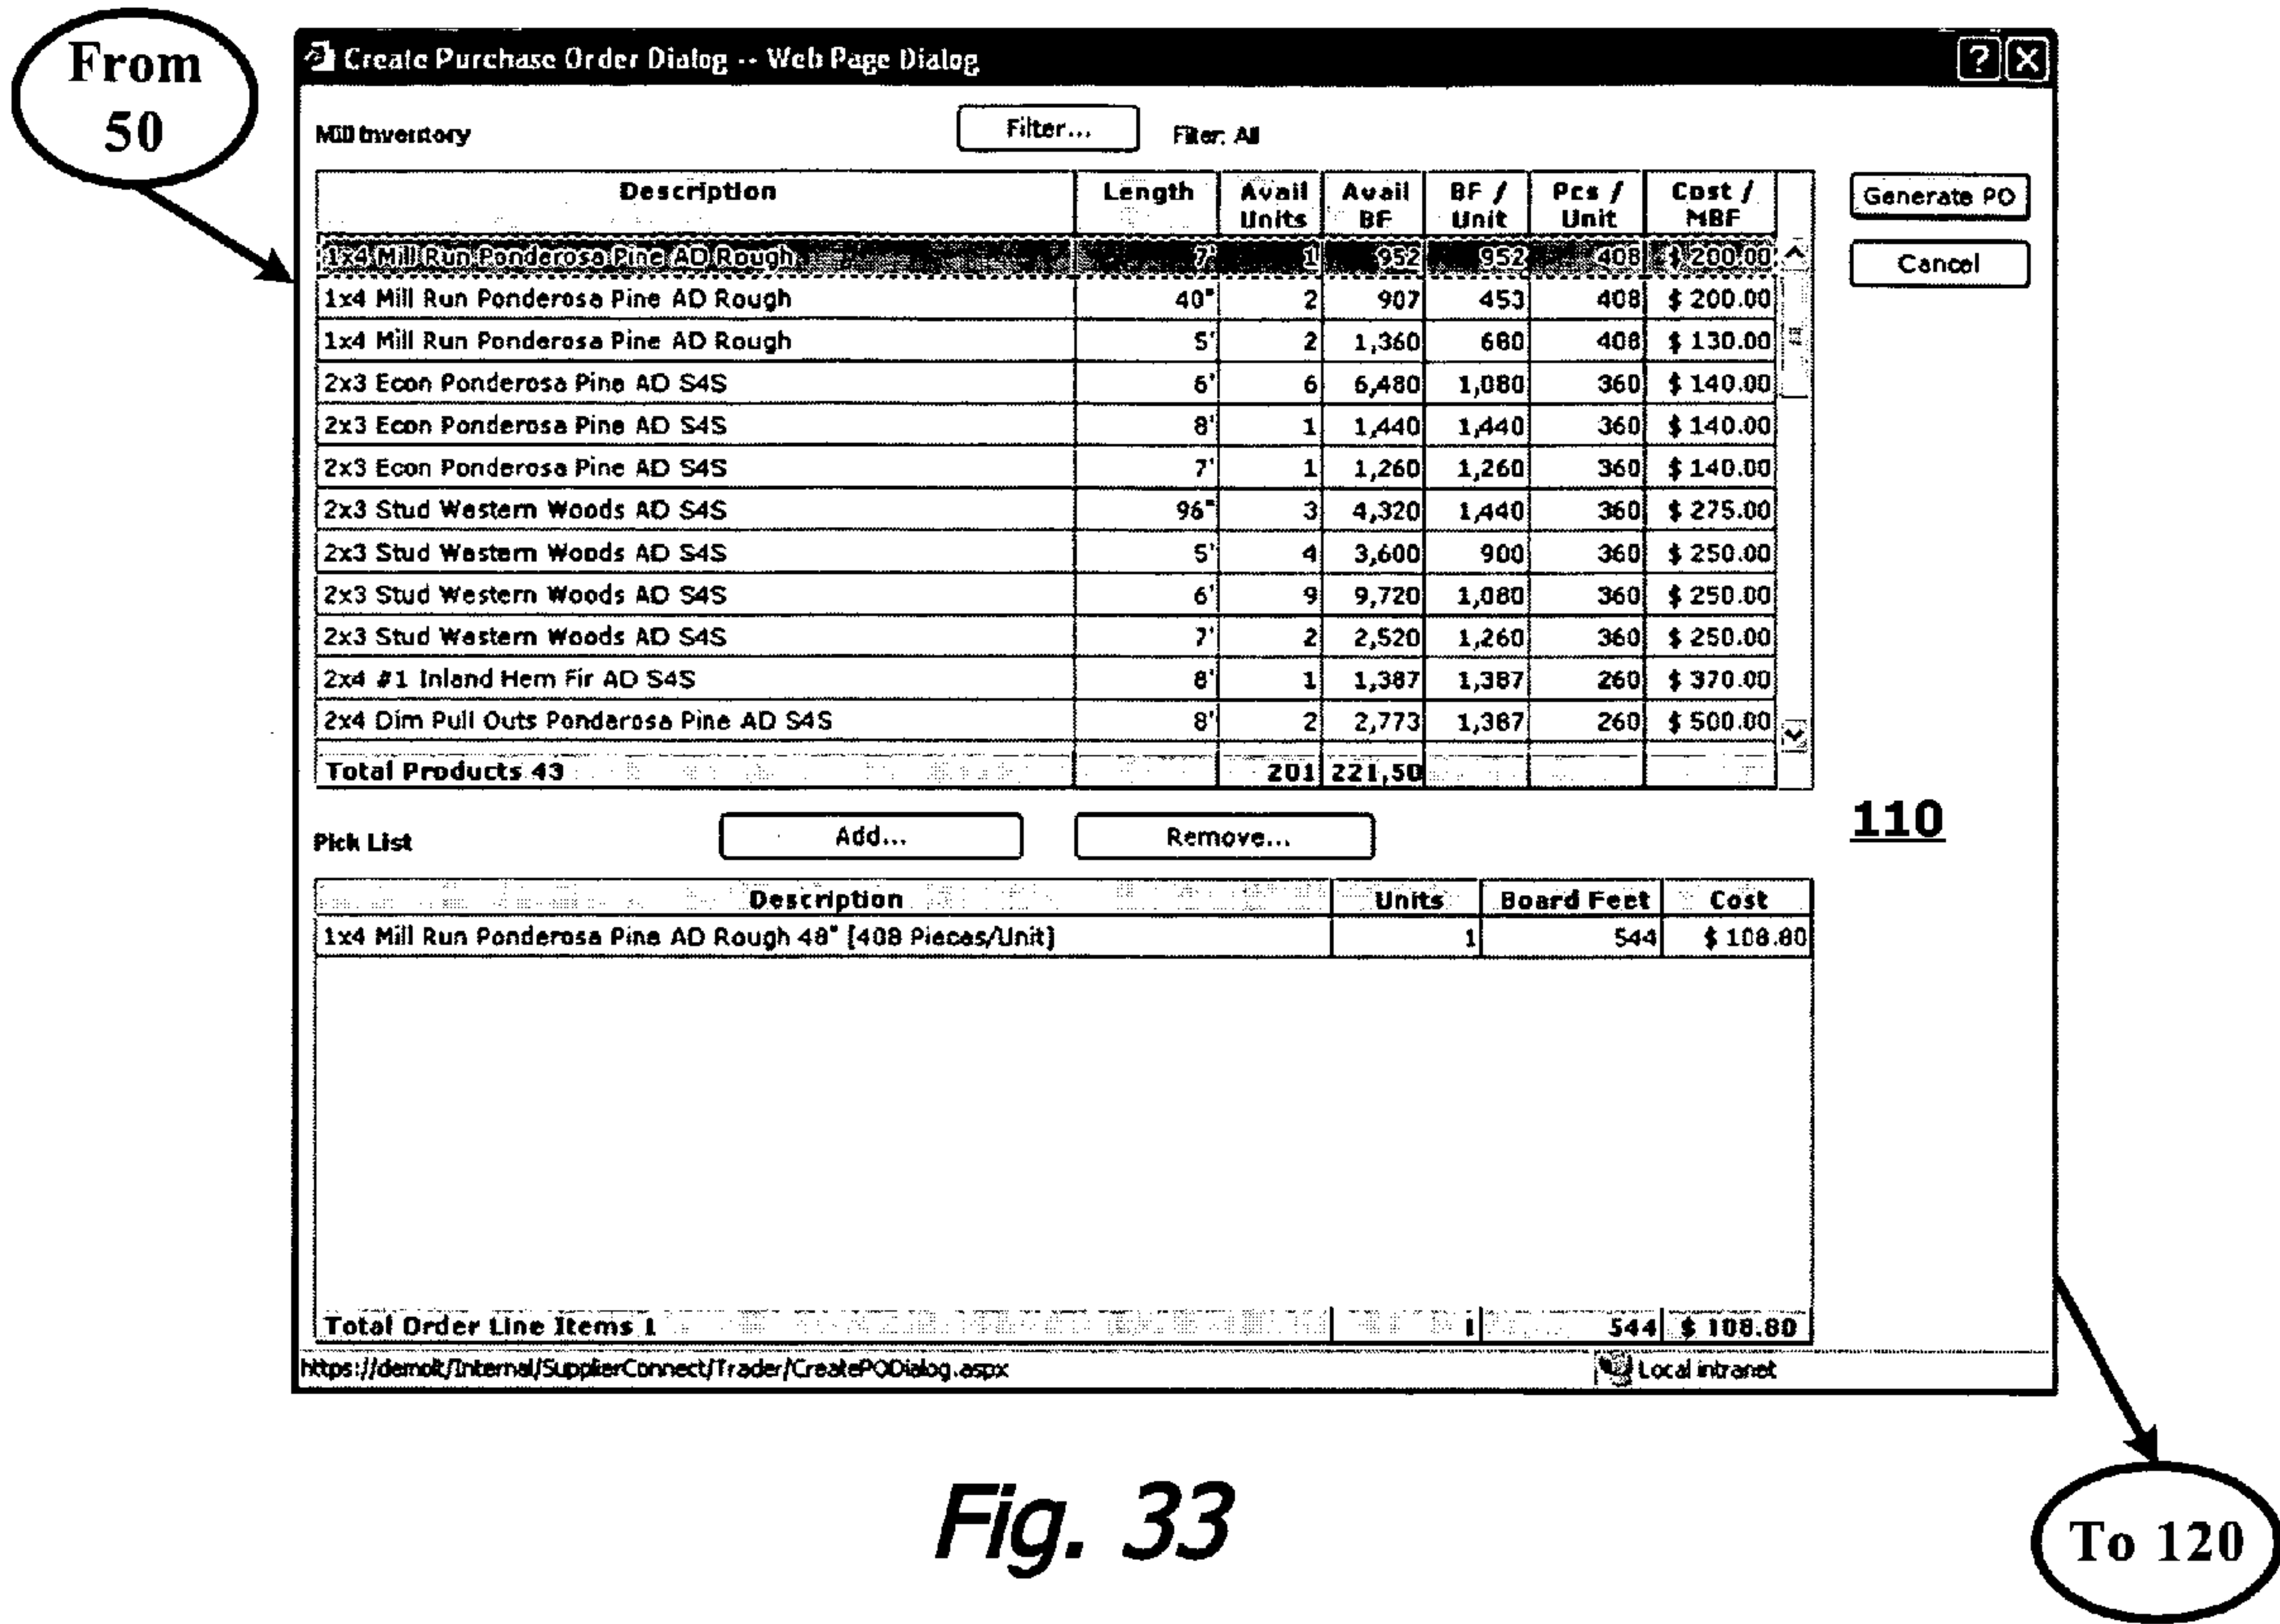 From
50
Create Purchase Order Dialog -- Web Page Dialog
? X
Mill Inventory Filter... Filter: All
Description Length Avail Units Avail BF BF / Unit Pcs / Unit Cost / MBF
Generate PO
Cancel
1x4 Mill Run Ponderosa Pine AD Rough 7' 1 952 952 408 $ 200.00
1x4 Mill Run Ponderosa Pine AD Rough 40" 2 907 453 408 $ 200.00
1x4 Mill Run Ponderosa Pine AD Rough 5' 2 1,360 680 408 $ 130.00
2x3 Econ Ponderosa Pine AD S4S 6' 6 6,480 1,080 360 $ 140.00
2x3 Econ Ponderosa Pine AD S4S 8' 1 1,440 1,440 360 $ 140.00
2x3 Econ Ponderosa Pine AD S4S 7' 1 1,260 1,260 360 $ 140.00
2x3 Stud Western Woods AD S4S 96" 3 4,320 1,440 360 $ 275.00
2x3 Stud Western Woods AD S4S 5' 4 3,600 900 360 $ 250.00
2x3 Stud Western Woods AD S4S 6' 9 9,720 1,080 360 $ 250.00
2x3 Stud Western Woods AD S4S 7' 2 2,520 1,260 360 $ 250.00
2x4 #1 Inland Hem Fir AD S4S 8' 1 1,387 1,387 260 $ 370.00
2x4 Dim Pull Outs Ponderosa Pine AD S4S 8' 2 2,773 1,387 260 $ 500.00
Total Products 43 201 221,50
110
Pick List Add... Remove...
Description Units Board Feet Cost
1x4 Mill Run Ponderosa Pine AD Rough 48" [408 Pieces/Unit] 1 544 $ 108.80
Total Order Line Items 1 1 544 $ 108.80
https://demolt/Internal/SupplierConnect/Trader/CreatePODialog.aspx Local intranet
Fig. 33
To 120